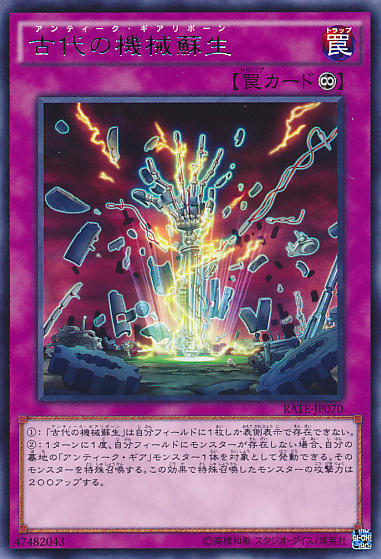 アンティーク・ギアリボーン
古代の機械蘇生
トラップ
罠
【罠カード♾】
RATE-JP070
①:「古代の機械蘇生」は自分フィールドに1枚しか表側表示で存在できない。
②:1ターンに1度、自分フィールドにモンスターが存在しない場合、自分の
墓地の「アンティーク・ギア」モンスター1体を対象として発動できる。その
モンスターを特殊召喚する。この効果で特殊召喚したモンスターの攻撃力
は200アップする。
47482043
©高橋和希 スタジオ・ダイス/集英社